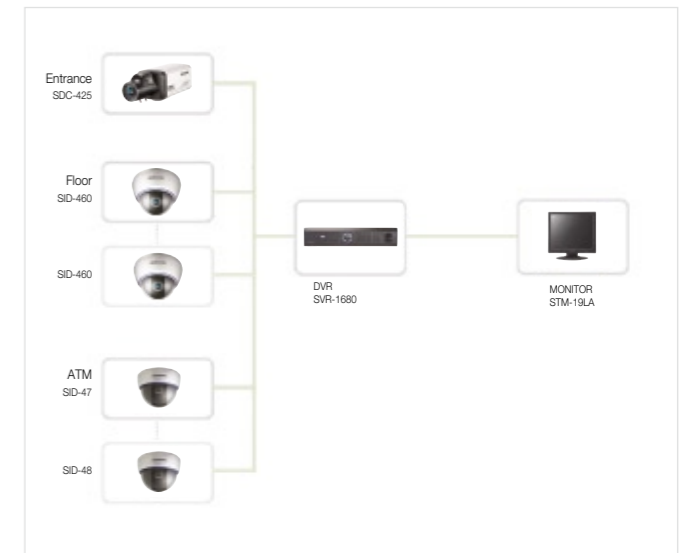 Entrance
SDC-425
Floor
SID-460
SID-460
DVR
SVR-1680
MONITOR
STM-19LA
ATM
SID-47
SID-48